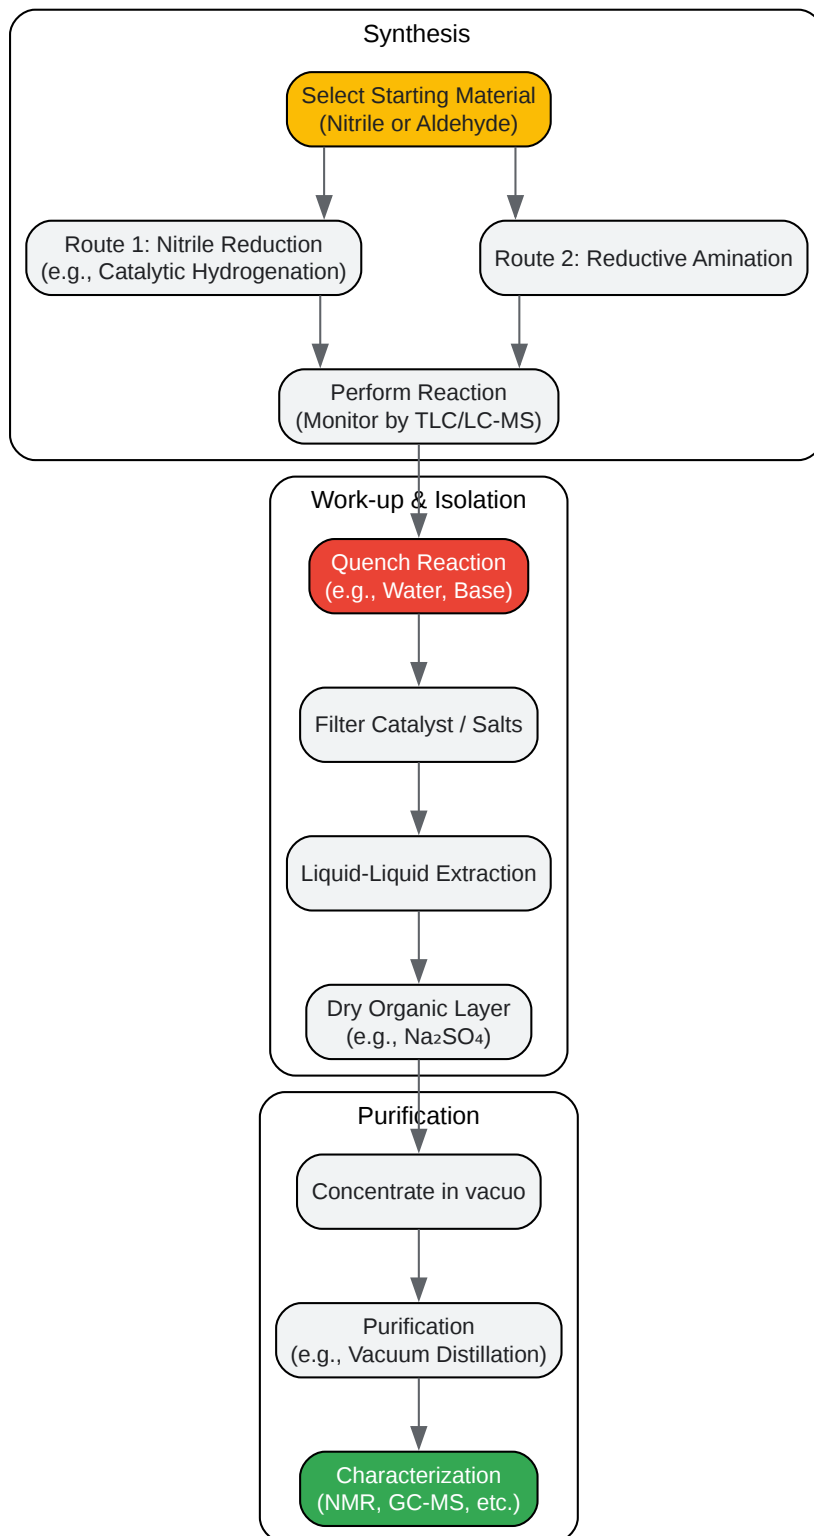 Synthesis
Select Starting Material
(Nitrile or Aldehyde)
Route 1: Nitrile Reduction
(e.g., Catalytic Hydrogenation)
Route 2: Reductive Amination
Perform Reaction
(Monitor by TLC/LC-MS)
Work-up & Isolation
Quench Reaction
(e.g., Water, Base)
Filter Catalyst / Salts
Liquid-Liquid Extraction
Dry Organic Layer
(e.g., Na₂SO₄)
Purification
Concentrate in vacuo
Purification
(e.g., Vacuum Distillation)
Characterization
(NMR, GC-MS, etc.)